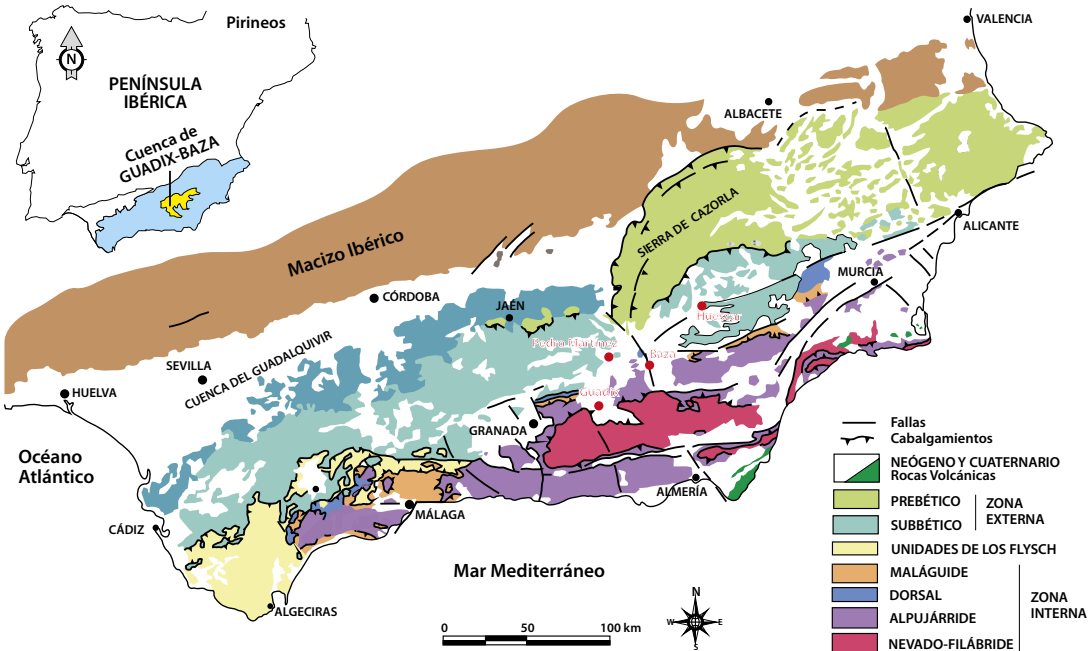 Pirineos
N
PENÍNSULA
IBÉRICA
Cuenca de
GUADIX-BAZA
VALENCIA
ALBACETE
SIERRA DE CAZORLA
ALICANTE
Macizo Ibérico
MURCIA
CÓRDOBA
JAÉN
Huescar
Pedro Martínez
Baza
SEVILLA
CUENCA DEL GUADALQUIVIR
HUELVA
Guadix
GRANADA
Océano
Atlántico
ALMERÍA
MÁLAGA
CÁDIZ
Mar Mediterráneo
ALGECIRAS
0 50 100 km
N
W E
S
Fallas
Cabalgamientos
NEÓGENO Y CUATERNARIO
Rocas Volcánicas
PREBÉTICO
SUBBÉTICO
ZONA
EXTERNA
UNIDADES DE LOS FLYSCH
MALÁGUIDE
DORSAL
ALPUJÁRRIDE
NEVADO-FILÁBRIDE
ZONA
INTERNA